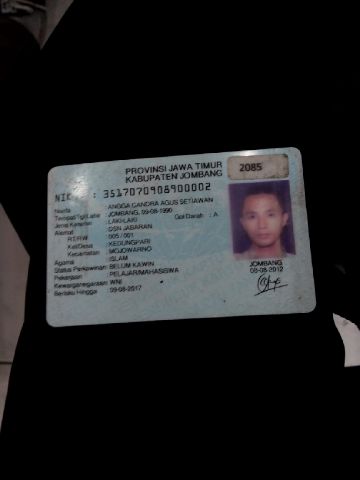 PROVINSI JAWA TIMUR
KABUPATEN JOMBANG
2085
NIK : 3517070908900002
Nama : ANGGA CANDRA AGUS SETIAWAN
Tempat/Tgl Lahir : JOMBANG, 09-08-1990
Jenis Kelamin : LAKI-LAKI Gol Darah : A
Alamat : DSN JABARAN
RT/RW : 005 / 001
Kel/Desa : KEDUNGPARI
Kecamatan : MOJOWARNO
Agama : ISLAM
Status Perkawinan : BELUM KAWIN
Pekerjaan : PELAJAR/MAHASISWA
Kewarganegaraan : WNI
Berlaku Hingga : 09-08-2017
JOMBANG
08-08-2012